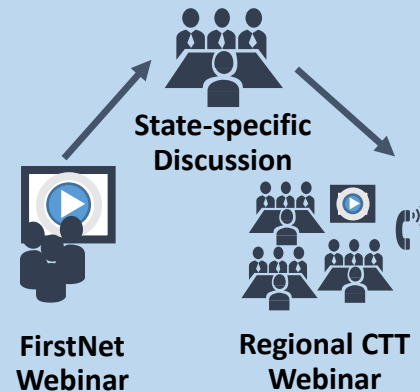 State-specific
Discussion
FirstNet
Webinar
Regional CTT
Webinar